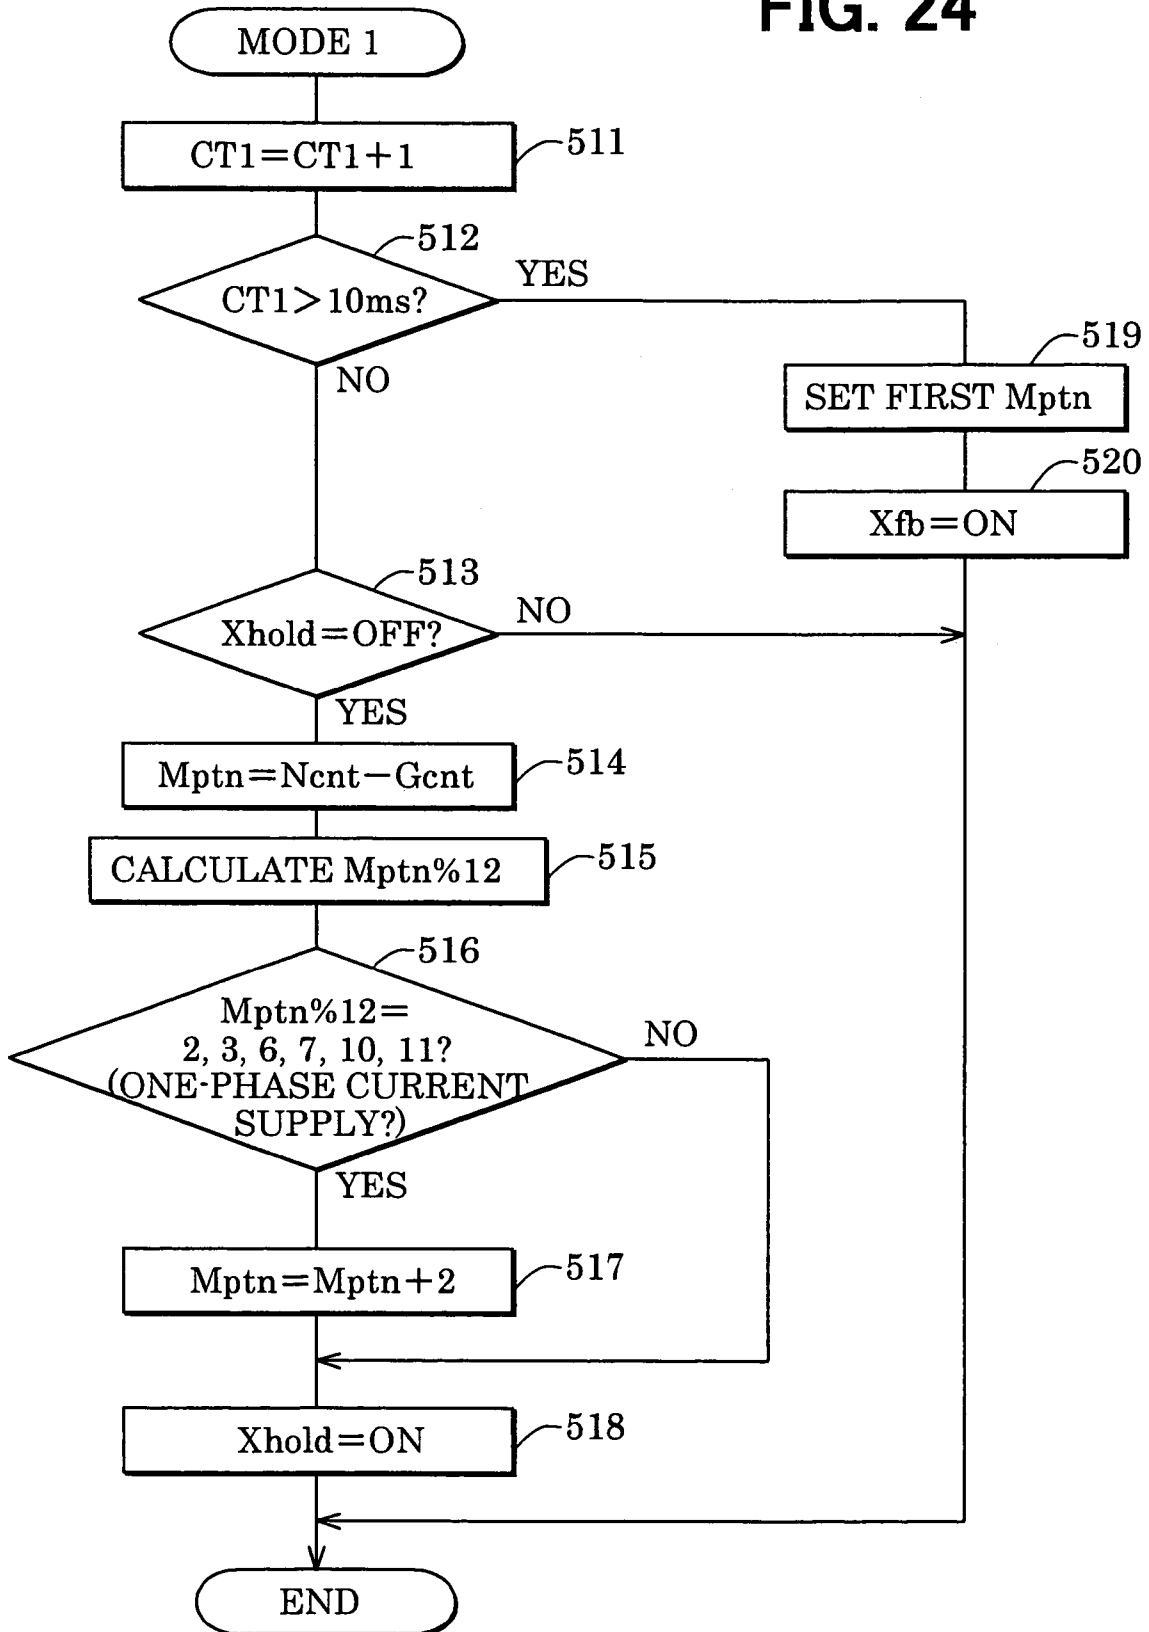 FIG. 24
MODE 1
CT1=CT1+1
511
512
CT1>10ms?
YES
NO
519
SET FIRST Mptn
520
Xfb=ON
513
Xhold=OFF?
NO
YES
Mptn=Ncnt−Gcnt
514
CALCULATE Mptn%12
515
516
Mptn%12=
2, 3, 6, 7, 10, 11?
(ONE-PHASE CURRENT
SUPPLY?)
NO
YES
Mptn=Mptn+2
517
Xhold=ON
518
END